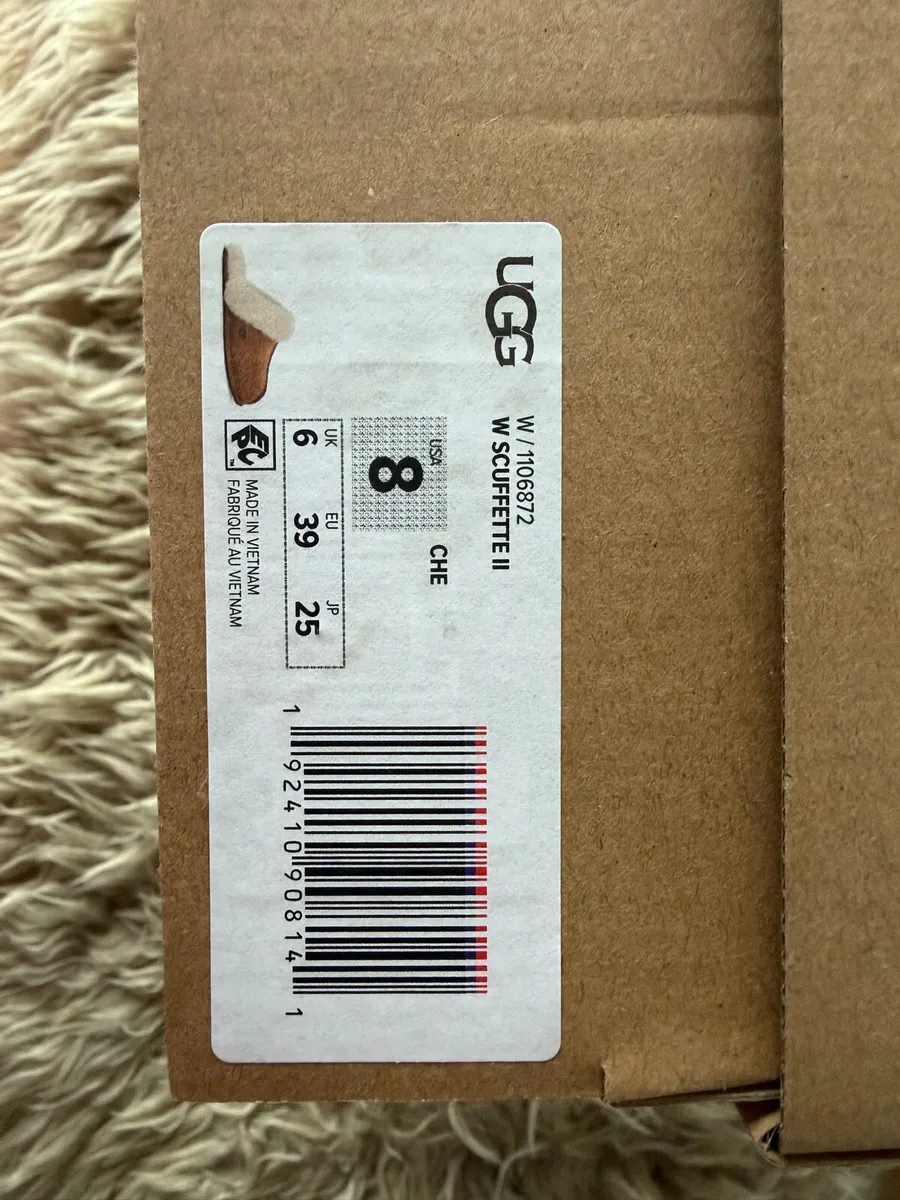 UGG
W / 1106872
W SCUFFETTE II
USA
8
CHE
UK EU JP
6 39 25
MADE IN VIETNAM
FABRIQUÉ AU VIETNAM
1 92410 90814 1